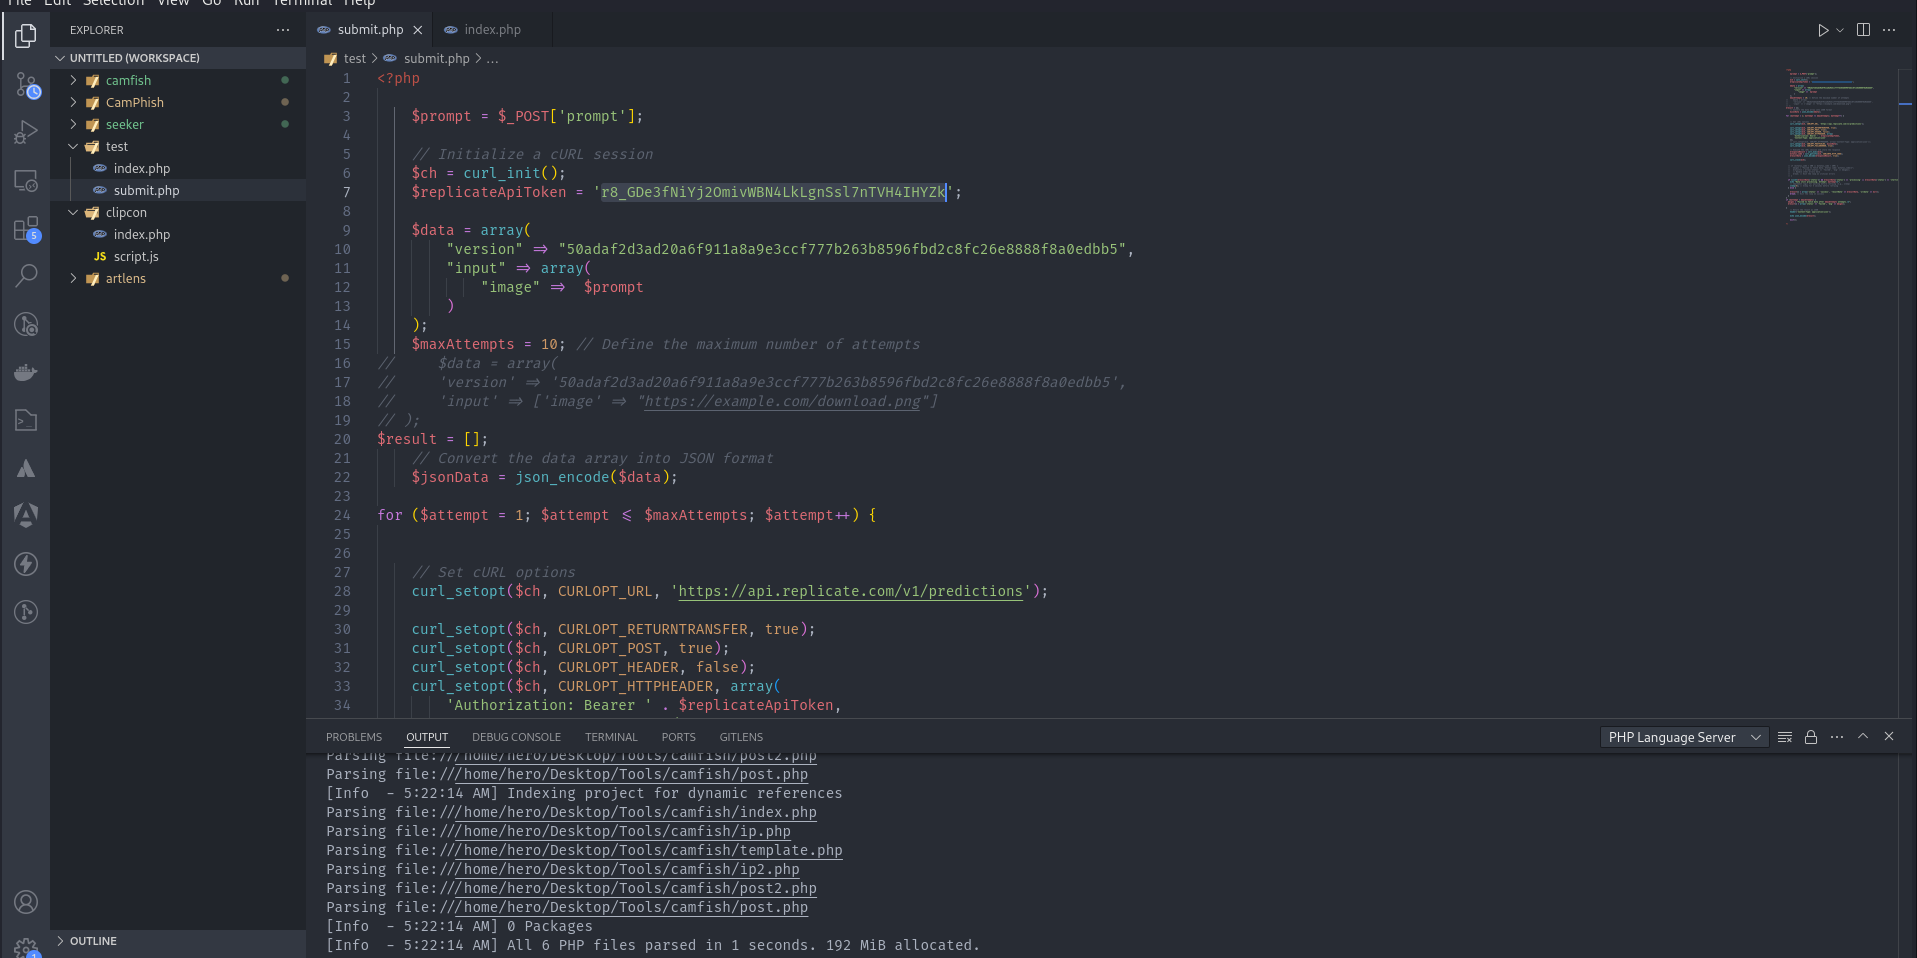 File Edit Selection View Go Run Terminal Help
EXPLORER
UNTITLED (WORKSPACE)
camfish
CamPhish
seeker
test
index.php
submit.php
clipcon
index.php
JS script.js
artlens
OUTLINE
5
1
submit.php
index.php
test > submit.php > ...
1 <?php
2
3 $prompt = $_POST['prompt'];
4
5 // Initialize a cURL session
6 $ch = curl_init();
7 $replicateApiToken = 'r8_GDe3fNiYj2OmivWBN4LkLgnSsl7nTVH4IHYZk';
8
9 $data = array(
10 "version" => "50adaf2d3ad20a6f911a8a9e3ccf777b263b8596fbd2c8fc26e8888f8a0edbb5",
11 "input" => array(
12 "image" => $prompt
13 )
14 );
15 $maxAttempts = 10; // Define the maximum number of attempts
16 // $data = array(
17 // 'version' => '50adaf2d3ad20a6f911a8a9e3ccf777b263b8596fbd2c8fc26e8888f8a0edbb5',
18 // 'input' => ['image' => "https://example.com/download.png"]
19 // );
20 $result = [];
21 // Convert the data array into JSON format
22 $jsonData = json_encode($data);
23
24 for ($attempt = 1; $attempt <= $maxAttempts; $attempt++) {
25
26
27 // Set cURL options
28 curl_setopt($ch, CURLOPT_URL, 'https://api.replicate.com/v1/predictions');
29
30 curl_setopt($ch, CURLOPT_RETURNTRANSFER, true);
31 curl_setopt($ch, CURLOPT_POST, true);
32 curl_setopt($ch, CURLOPT_HEADER, false);
33 curl_setopt($ch, CURLOPT_HTTPHEADER, array(
34 'Authorization: Bearer ' . $replicateApiToken,
PROBLEMS OUTPUT DEBUG CONSOLE TERMINAL PORTS GITLENS
PHP Language Server
Parsing file:///home/hero/Desktop/Tools/camfish/post2.php
Parsing file:///home/hero/Desktop/Tools/camfish/post.php
[Info - 5:22:14 AM] Indexing project for dynamic references
Parsing file:///home/hero/Desktop/Tools/camfish/index.php
Parsing file:///home/hero/Desktop/Tools/camfish/ip.php
Parsing file:///home/hero/Desktop/Tools/camfish/template.php
Parsing file:///home/hero/Desktop/Tools/camfish/ip2.php
Parsing file:///home/hero/Desktop/Tools/camfish/post2.php
Parsing file:///home/hero/Desktop/Tools/camfish/post.php
[Info - 5:22:14 AM] 0 Packages
[Info - 5:22:14 AM] All 6 PHP files parsed in 1 seconds. 192 MiB allocated.